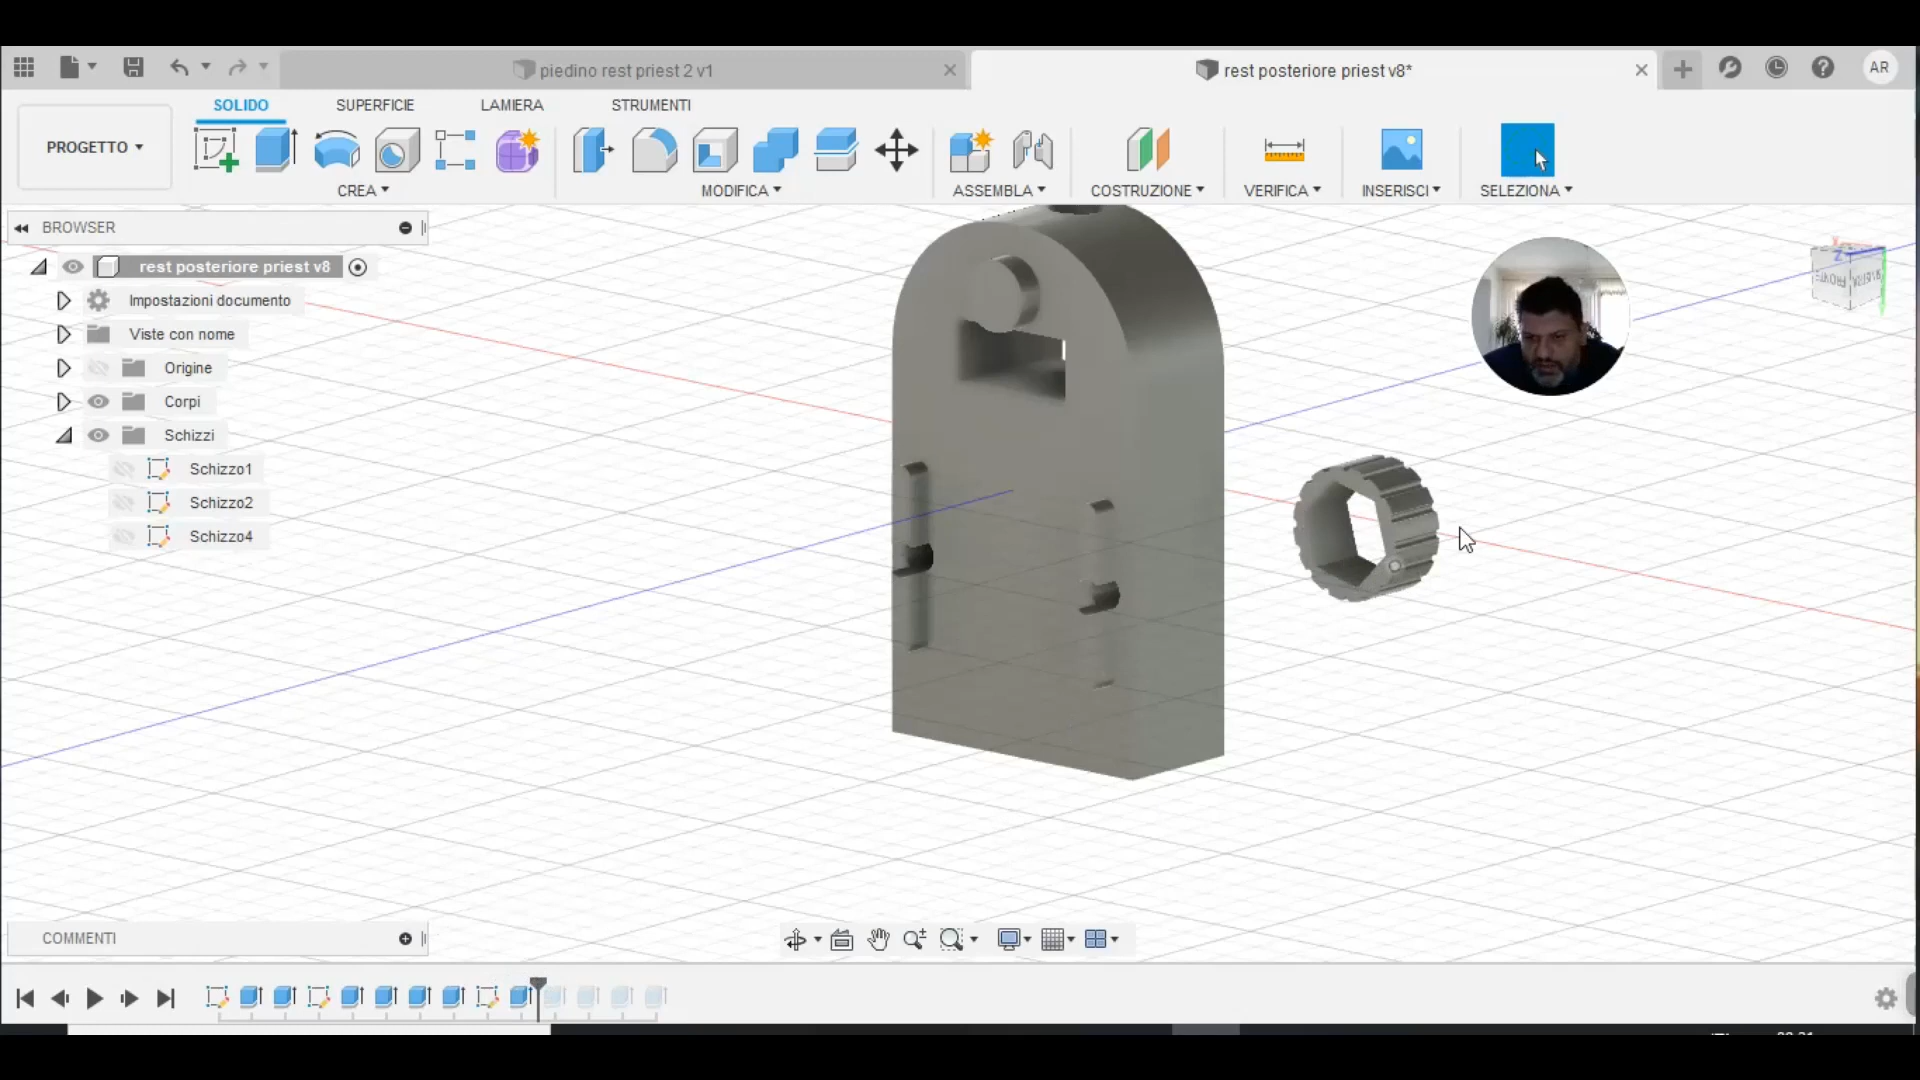 piedino rest priest 2 v1
rest posteriore priest v8*
AR
SOLIDO
SUPERFICIE
LAMIERA
STRUMENTI
PROGETTO
CREA
MODIFICA
ASSEMBLA
COSTRUZIONE
VERIFICA
INSERISCI
SELEZIONA
BROWSER
rest posteriore priest v8
Impostazioni documento
Viste con nome
Origine
Corpi
Schizzi
Schizzo1
Schizzo2
Schizzo4
Z
FRONTE
COMMENTI